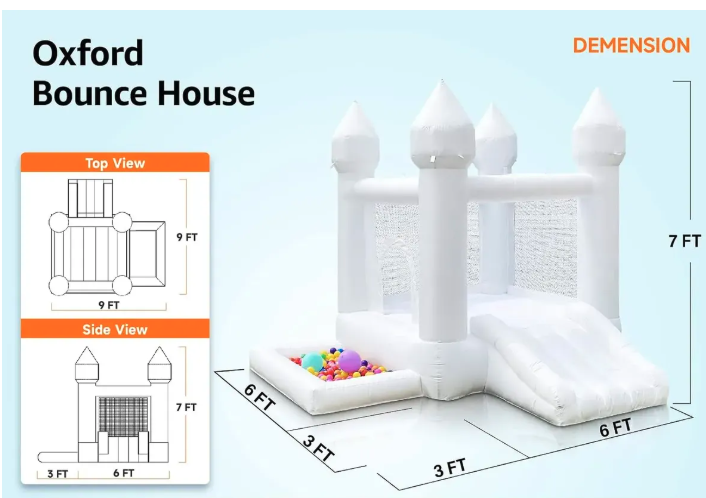 Oxford
Bounce House
DEMENSION
Top View
9 FT
9 FT
Side View
7 FT
3 FT
6 FT
7 FT
6 FT
3 FT
3 FT
6 FT